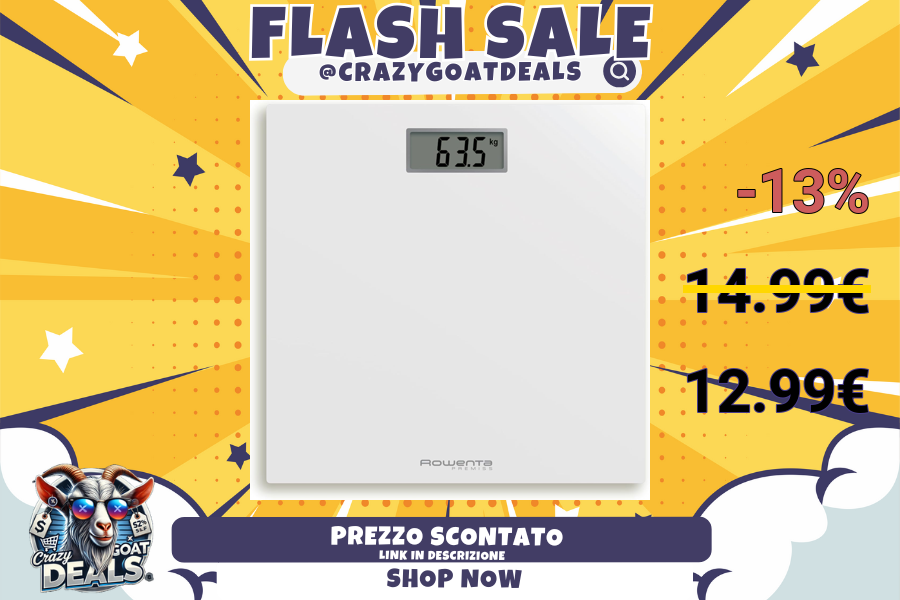 FLASH SALE
@CRAZYGOATDEALS
63.5 kg
-13%
14.99€
12.99€
Rowenta
PREMISS
PREZZO SCONTATO
LINK IN DESCRIZIONE
SHOP NOW
$
Crazy
GOAT
DEALS